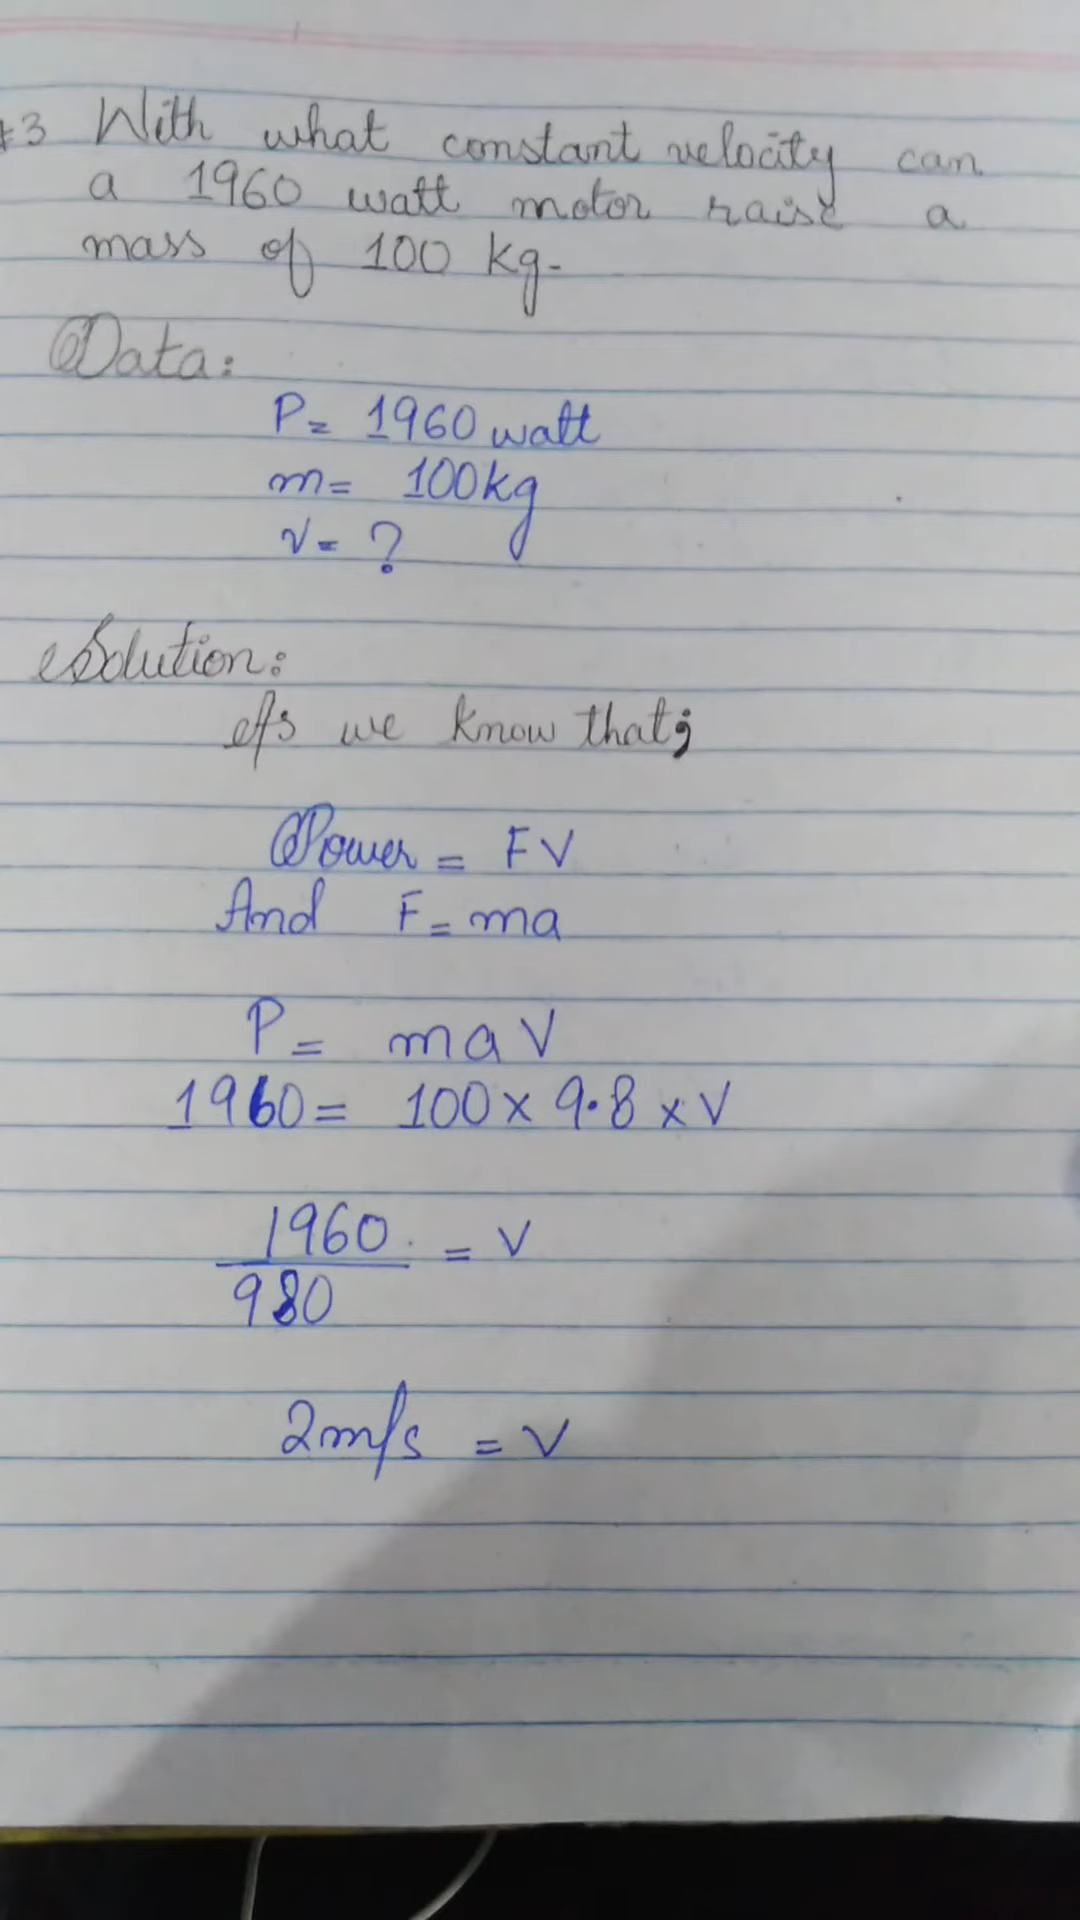 #3 With what constant velocity can
a 1960 watt motor raise a
mass of 100 kg.
Data:
P= 1960 watt
m= 100kg
v= ?
Solution:
As we know that;
Power = FV
And F= ma
P= maV
1960= 100 x 9.8 x V
1960 = V
980
2m/s = V